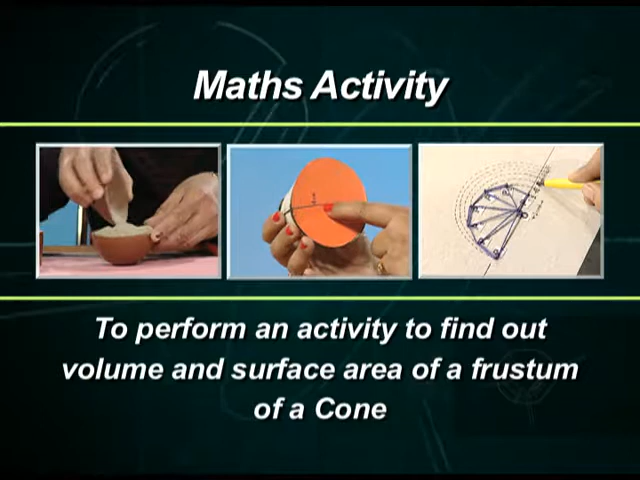 Maths Activity
To perform an activity to find out
volume and surface area of a frustum
of a Cone